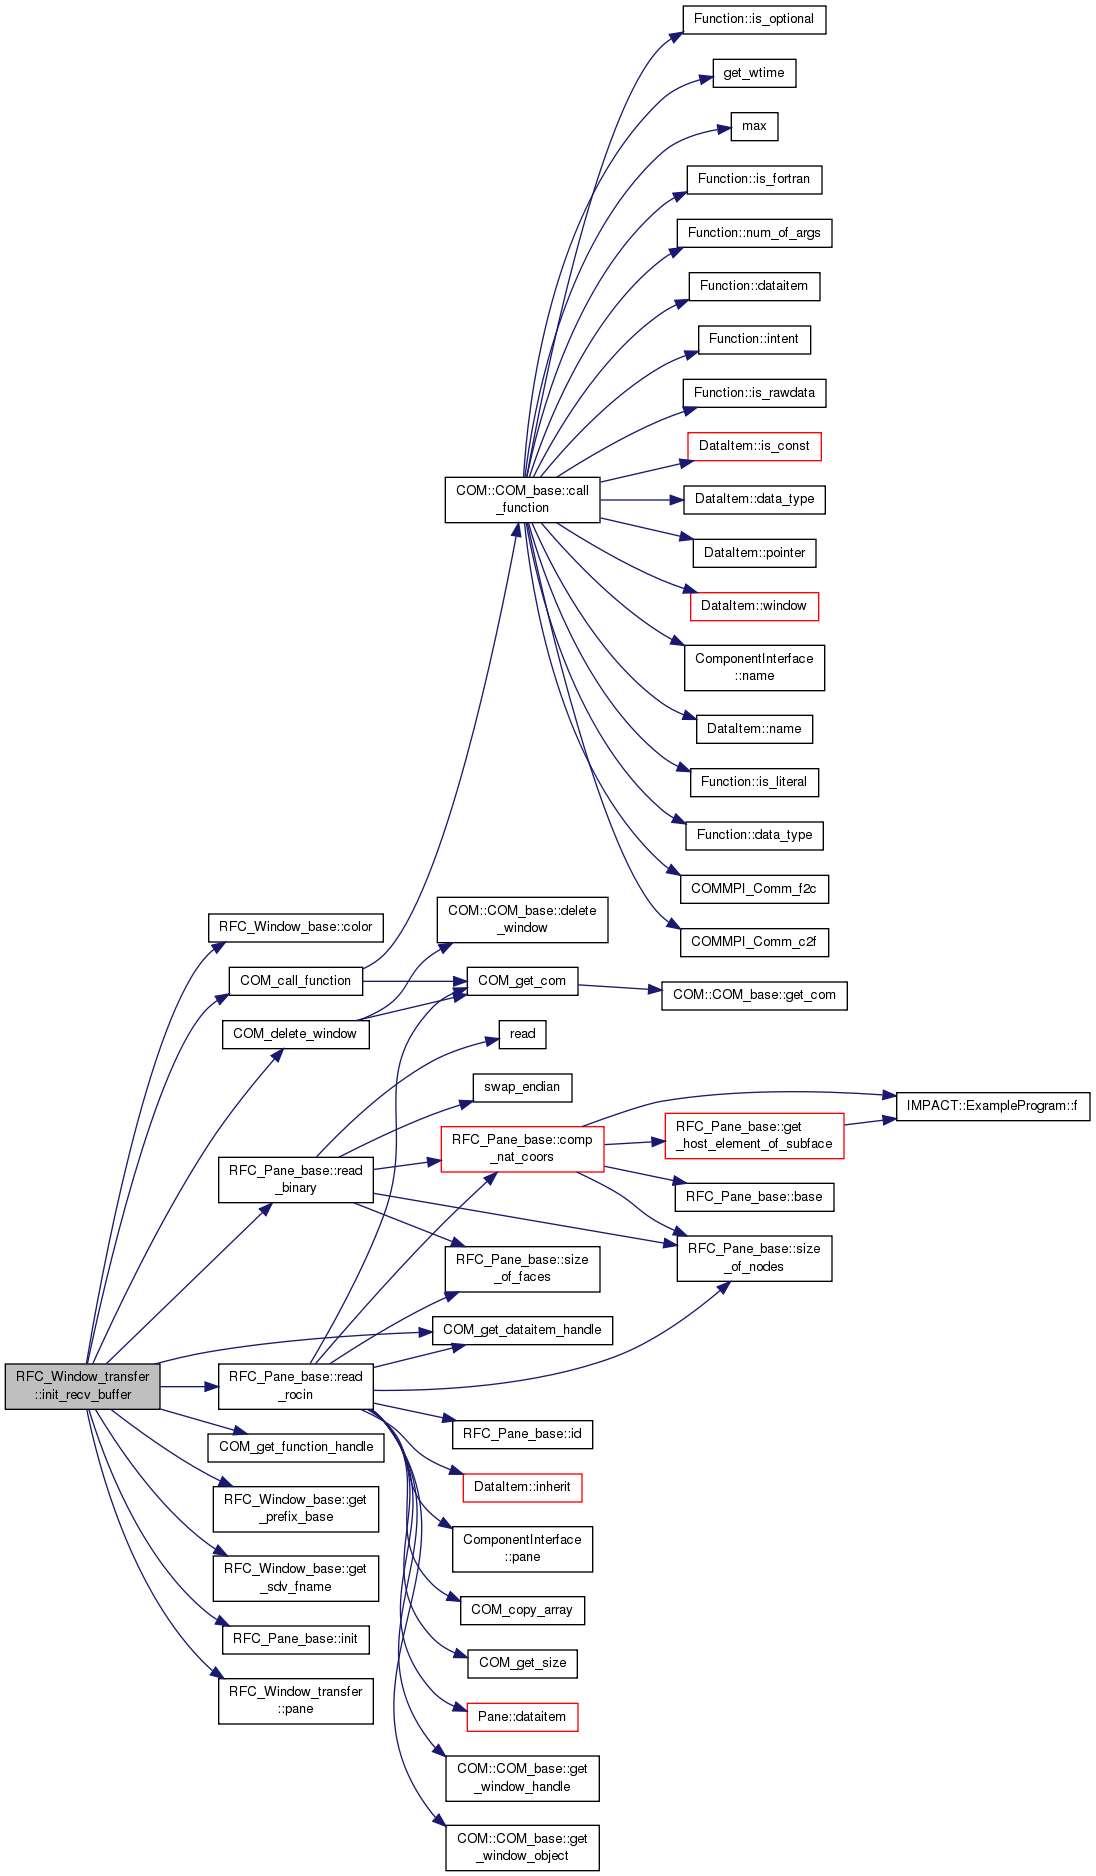 Function::is_optional
get_wtime
max
Function::is_fortran
Function::num_of_args
Function::dataitem
Function::intent
Function::is_rawdata
DataItem::is_const
COM::COM_base::call
_function
DataItem::data_type
DataItem::pointer
DataItem::window
ComponentInterface
::name
DataItem::name
Function::is_literal
Function::data_type
COMMPI_Comm_f2c
COMMPI_Comm_c2f
RFC_Window_base::color
COM::COM_base::delete
_window
COM_call_function
COM_get_com
COM::COM_base::get_com
COM_delete_window
read
swap_endian
IMPACT::ExampleProgram::f
RFC_Pane_base::comp
_nat_coors
RFC_Pane_base::get
_host_element_of_subface
RFC_Pane_base::read
_binary
RFC_Pane_base::base
RFC_Pane_base::size
_of_faces
RFC_Pane_base::size
_of_nodes
COM_get_dataitem_handle
RFC_Window_transfer
::init_recv_buffer
RFC_Pane_base::read
_rocin
RFC_Pane_base::id
COM_get_function_handle
DataItem::inherit
RFC_Window_base::get
_prefix_base
ComponentInterface
::pane
RFC_Window_base::get
_sdv_fname
COM_copy_array
RFC_Pane_base::init
COM_get_size
RFC_Window_transfer
::pane
Pane::dataitem
COM::COM_base::get
_window_handle
COM::COM_base::get
_window_object